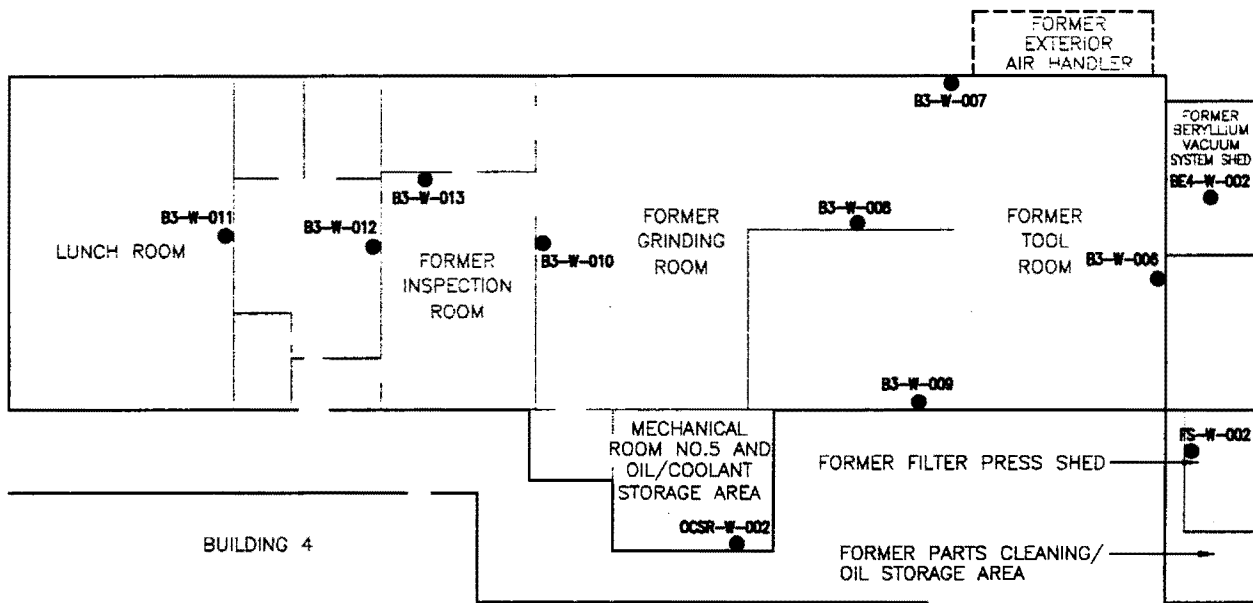 FORMER
EXTERIOR
AIR HANDLER
B3-W-007
FORMER
BERYLLIUM
VACUUM
SYSTEM SHED
BE4-W-002
B3-W-013
B3-W-011
B3-W-012
LUNCH ROOM
FORMER
INSPECTION
ROOM
B3-W-010
FORMER
GRINDING
ROOM
B3-W-008
FORMER
TOOL
ROOM
B3-W-006
B3-W-009
MECHANICAL
ROOM NO.5 AND
OIL/COOLANT
STORAGE AREA
OCSR-W-002
FS-W-002
FORMER FILTER PRESS SHED
BUILDING 4
FORMER PARTS CLEANING/
OIL STORAGE AREA